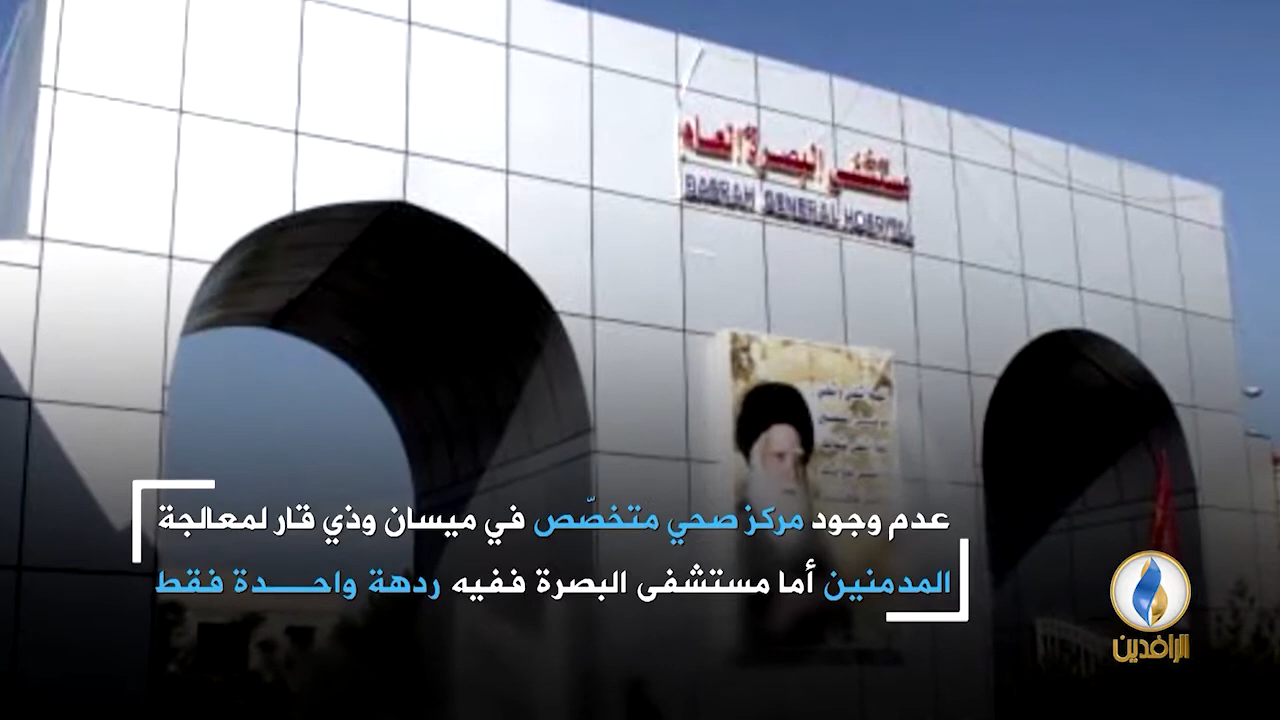 مستشفى البصرة العام
BASRAH GENERAL HOSPITAL
عدم وجود مركز صحي متخصّص في ميسان وذي قار لمعالجة
المدمنين أما مستشفى البصرة ففيه ردهة واحـــدة فقط
الرافدين